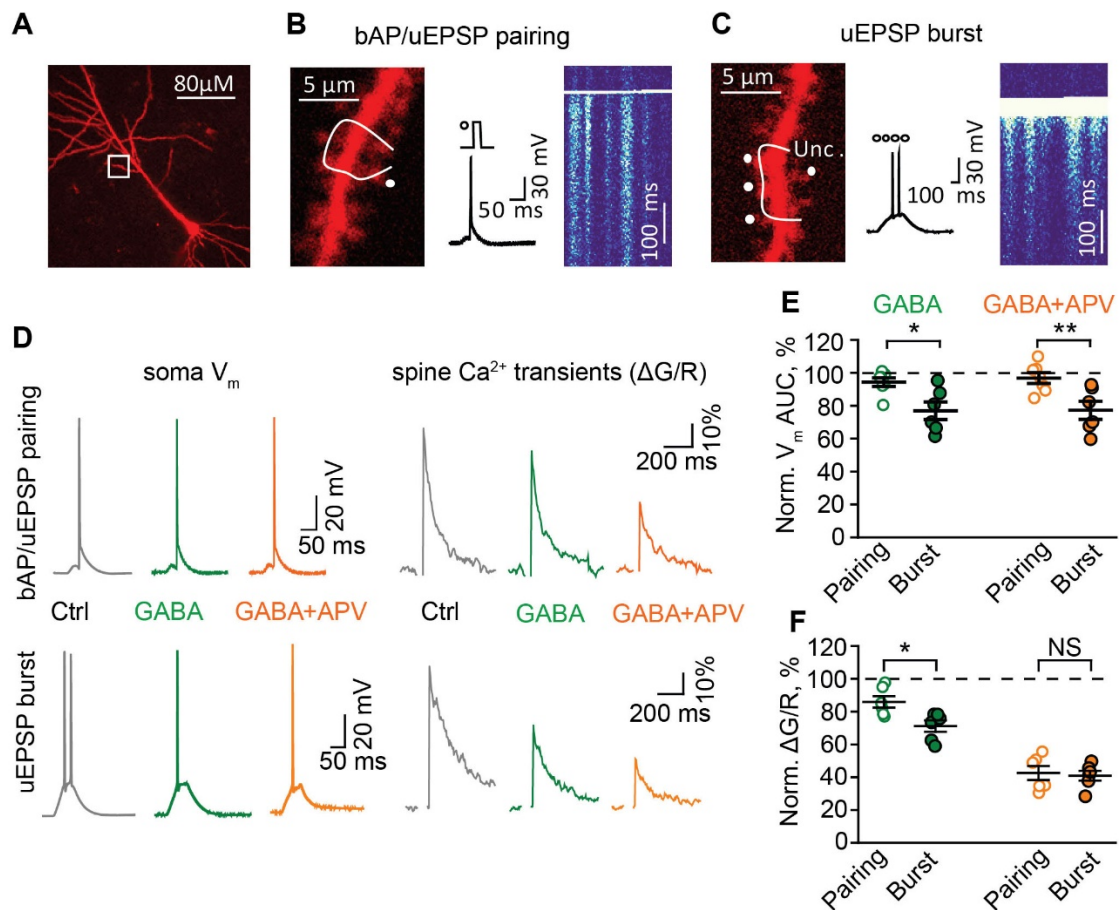 A
80µM
B
bAP/uEPSP pairing
5 µm
50 ms
30 mV
100 ms
C
uEPSP burst
5 µm
Unc .
100 ms
30 mV
100 ms
D
soma Vm
spine Ca2+ transients (ΔG/R)
bAP/uEPSP pairing
50 ms
20 mV
200 ms
10%
Ctrl
GABA
GABA+APV
Ctrl
GABA
GABA+APV
uEPSP burst
50 ms
20 mV
200 ms
10%
E
GABA
GABA+APV
*
**
Norm. Vm AUC, %
120
100
80
60
40
20
0
Pairing
Burst
Pairing
Burst
F
*
NS
Norm. ΔG/R, %
120
100
80
60
40
20
0
Pairing
Burst
Pairing
Burst